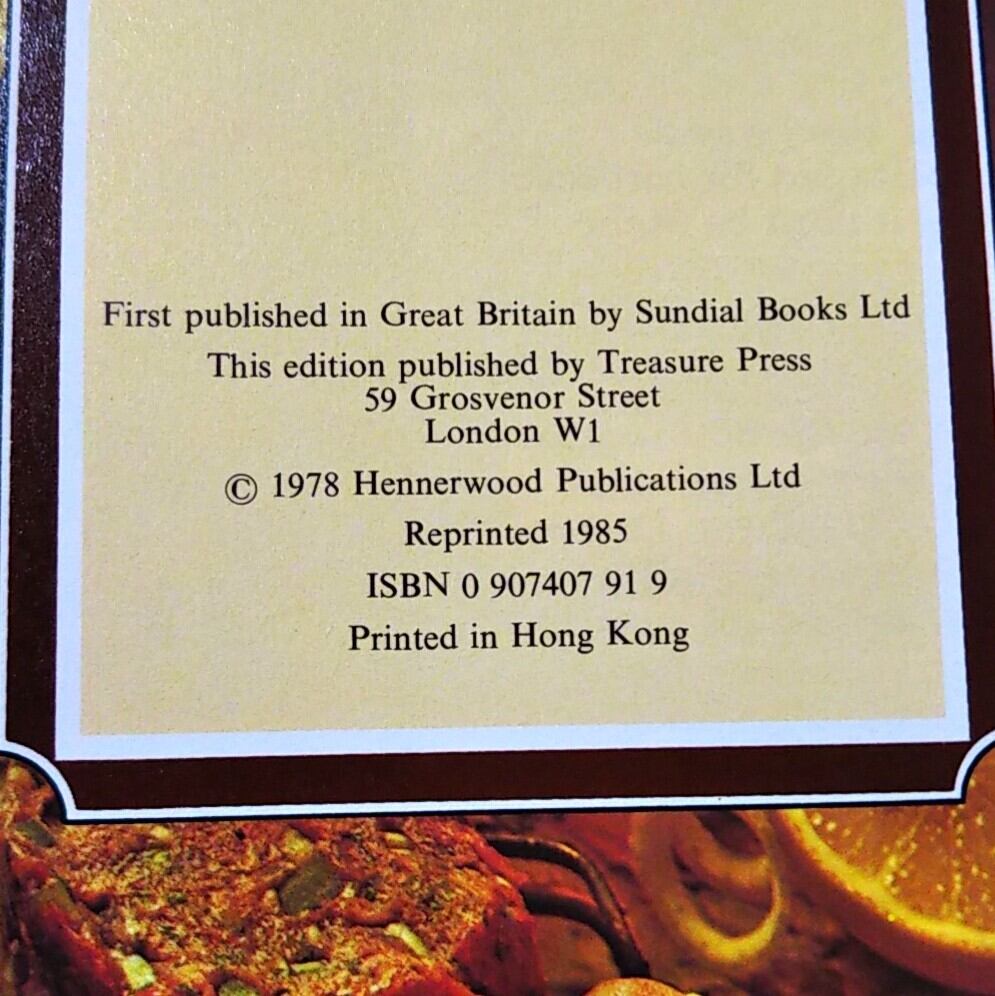 First published in Great Britain by Sundial Books Ltd
This edition published by Treasure Press
59 Grosvenor Street
London W1
© 1978 Hennerwood Publications Ltd
Reprinted 1985
ISBN 0 907407 91 9
Printed in Hong Kong